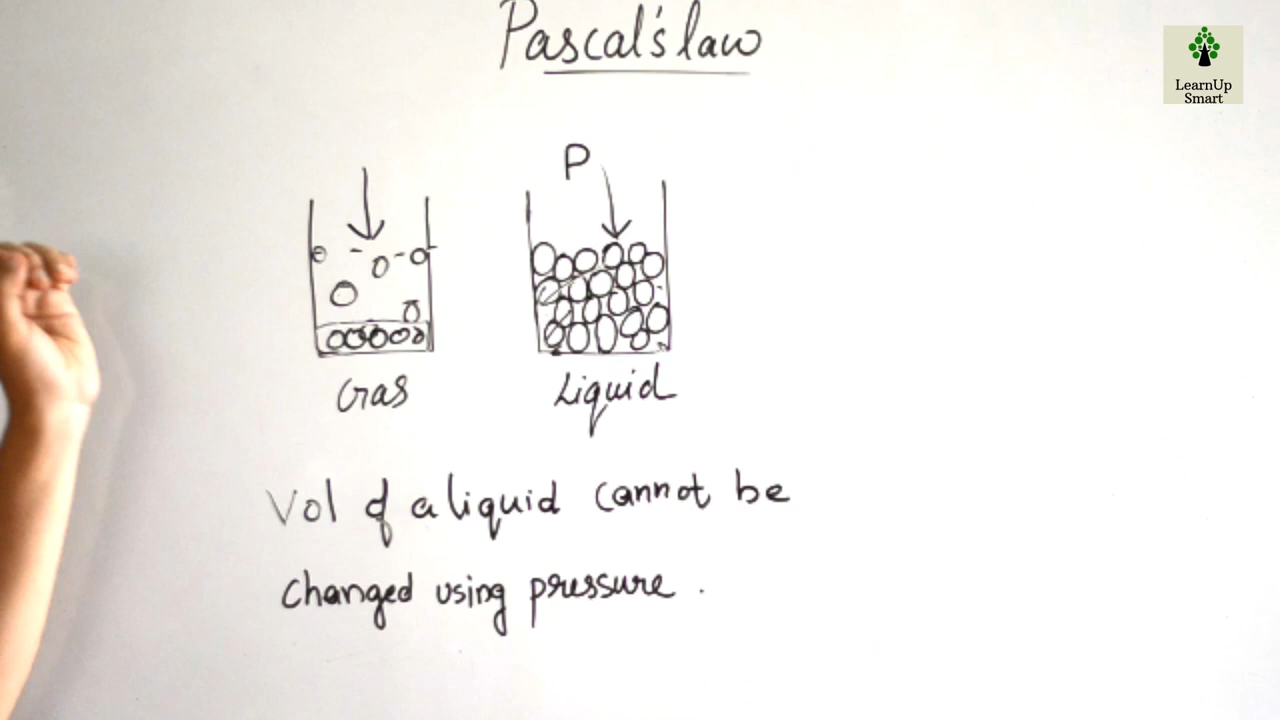 Pascal's law
LearnUp
Smart
P
Gas
Liquid
Vol of a liquid cannot be
changed using pressure.